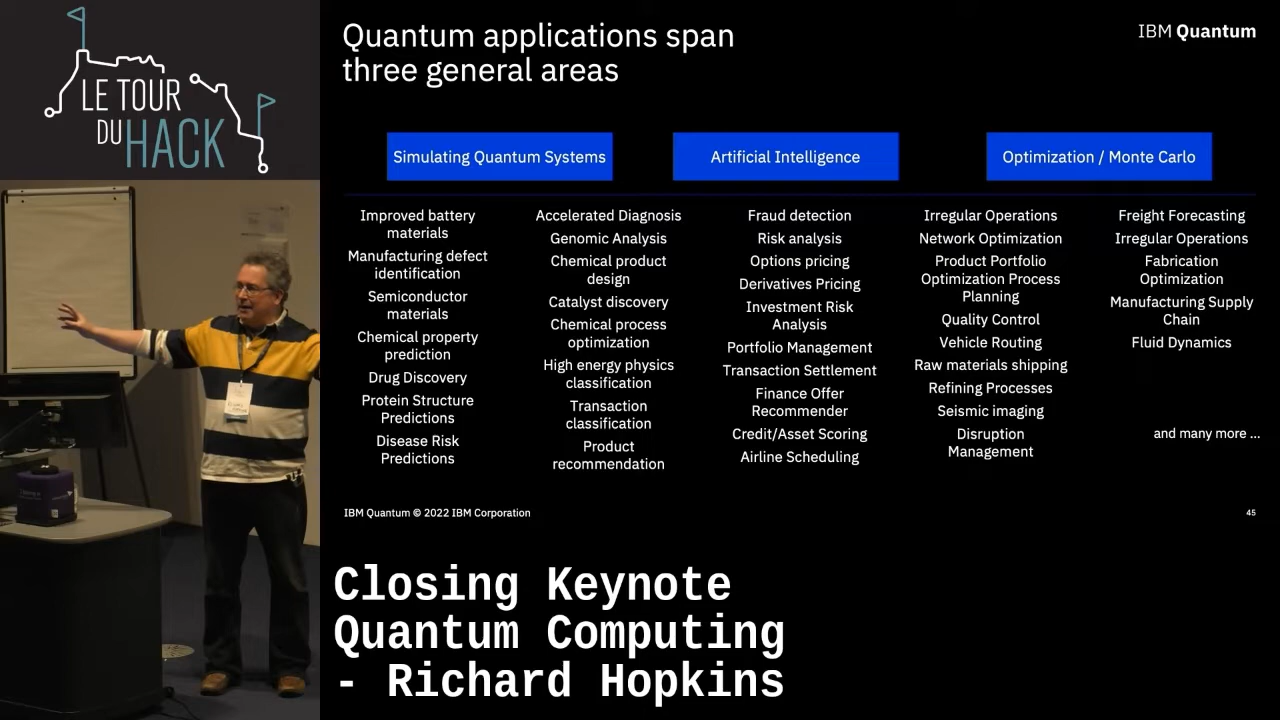 LE TOUR
DU HACK
Quantum applications span
three general areas
IBM Quantum
Simulating Quantum Systems
Artificial Intelligence
Optimization / Monte Carlo
Improved battery
materials
Manufacturing defect
identification
Semiconductor
materials
Chemical property
prediction
Drug Discovery
Protein Structure
Predictions
Disease Risk
Predictions
Accelerated Diagnosis
Genomic Analysis
Chemical product
design
Catalyst discovery
Chemical process
optimization
High energy physics
classification
Transaction
classification
Product
recommendation
Fraud detection
Risk analysis
Options pricing
Derivatives Pricing
Investment Risk
Analysis
Portfolio Management
Transaction Settlement
Finance Offer
Recommender
Credit/Asset Scoring
Airline Scheduling
Irregular Operations
Network Optimization
Product Portfolio
Optimization Process
Planning
Quality Control
Vehicle Routing
Raw materials shipping
Refining Processes
Seismic imaging
Disruption
Management
Freight Forecasting
Irregular Operations
Fabrication
Optimization
Manufacturing Supply
Chain
Fluid Dynamics
and many more ...
IBM Quantum © 2022 IBM Corporation
45
Closing Keynote
Quantum Computing
- Richard Hopkins